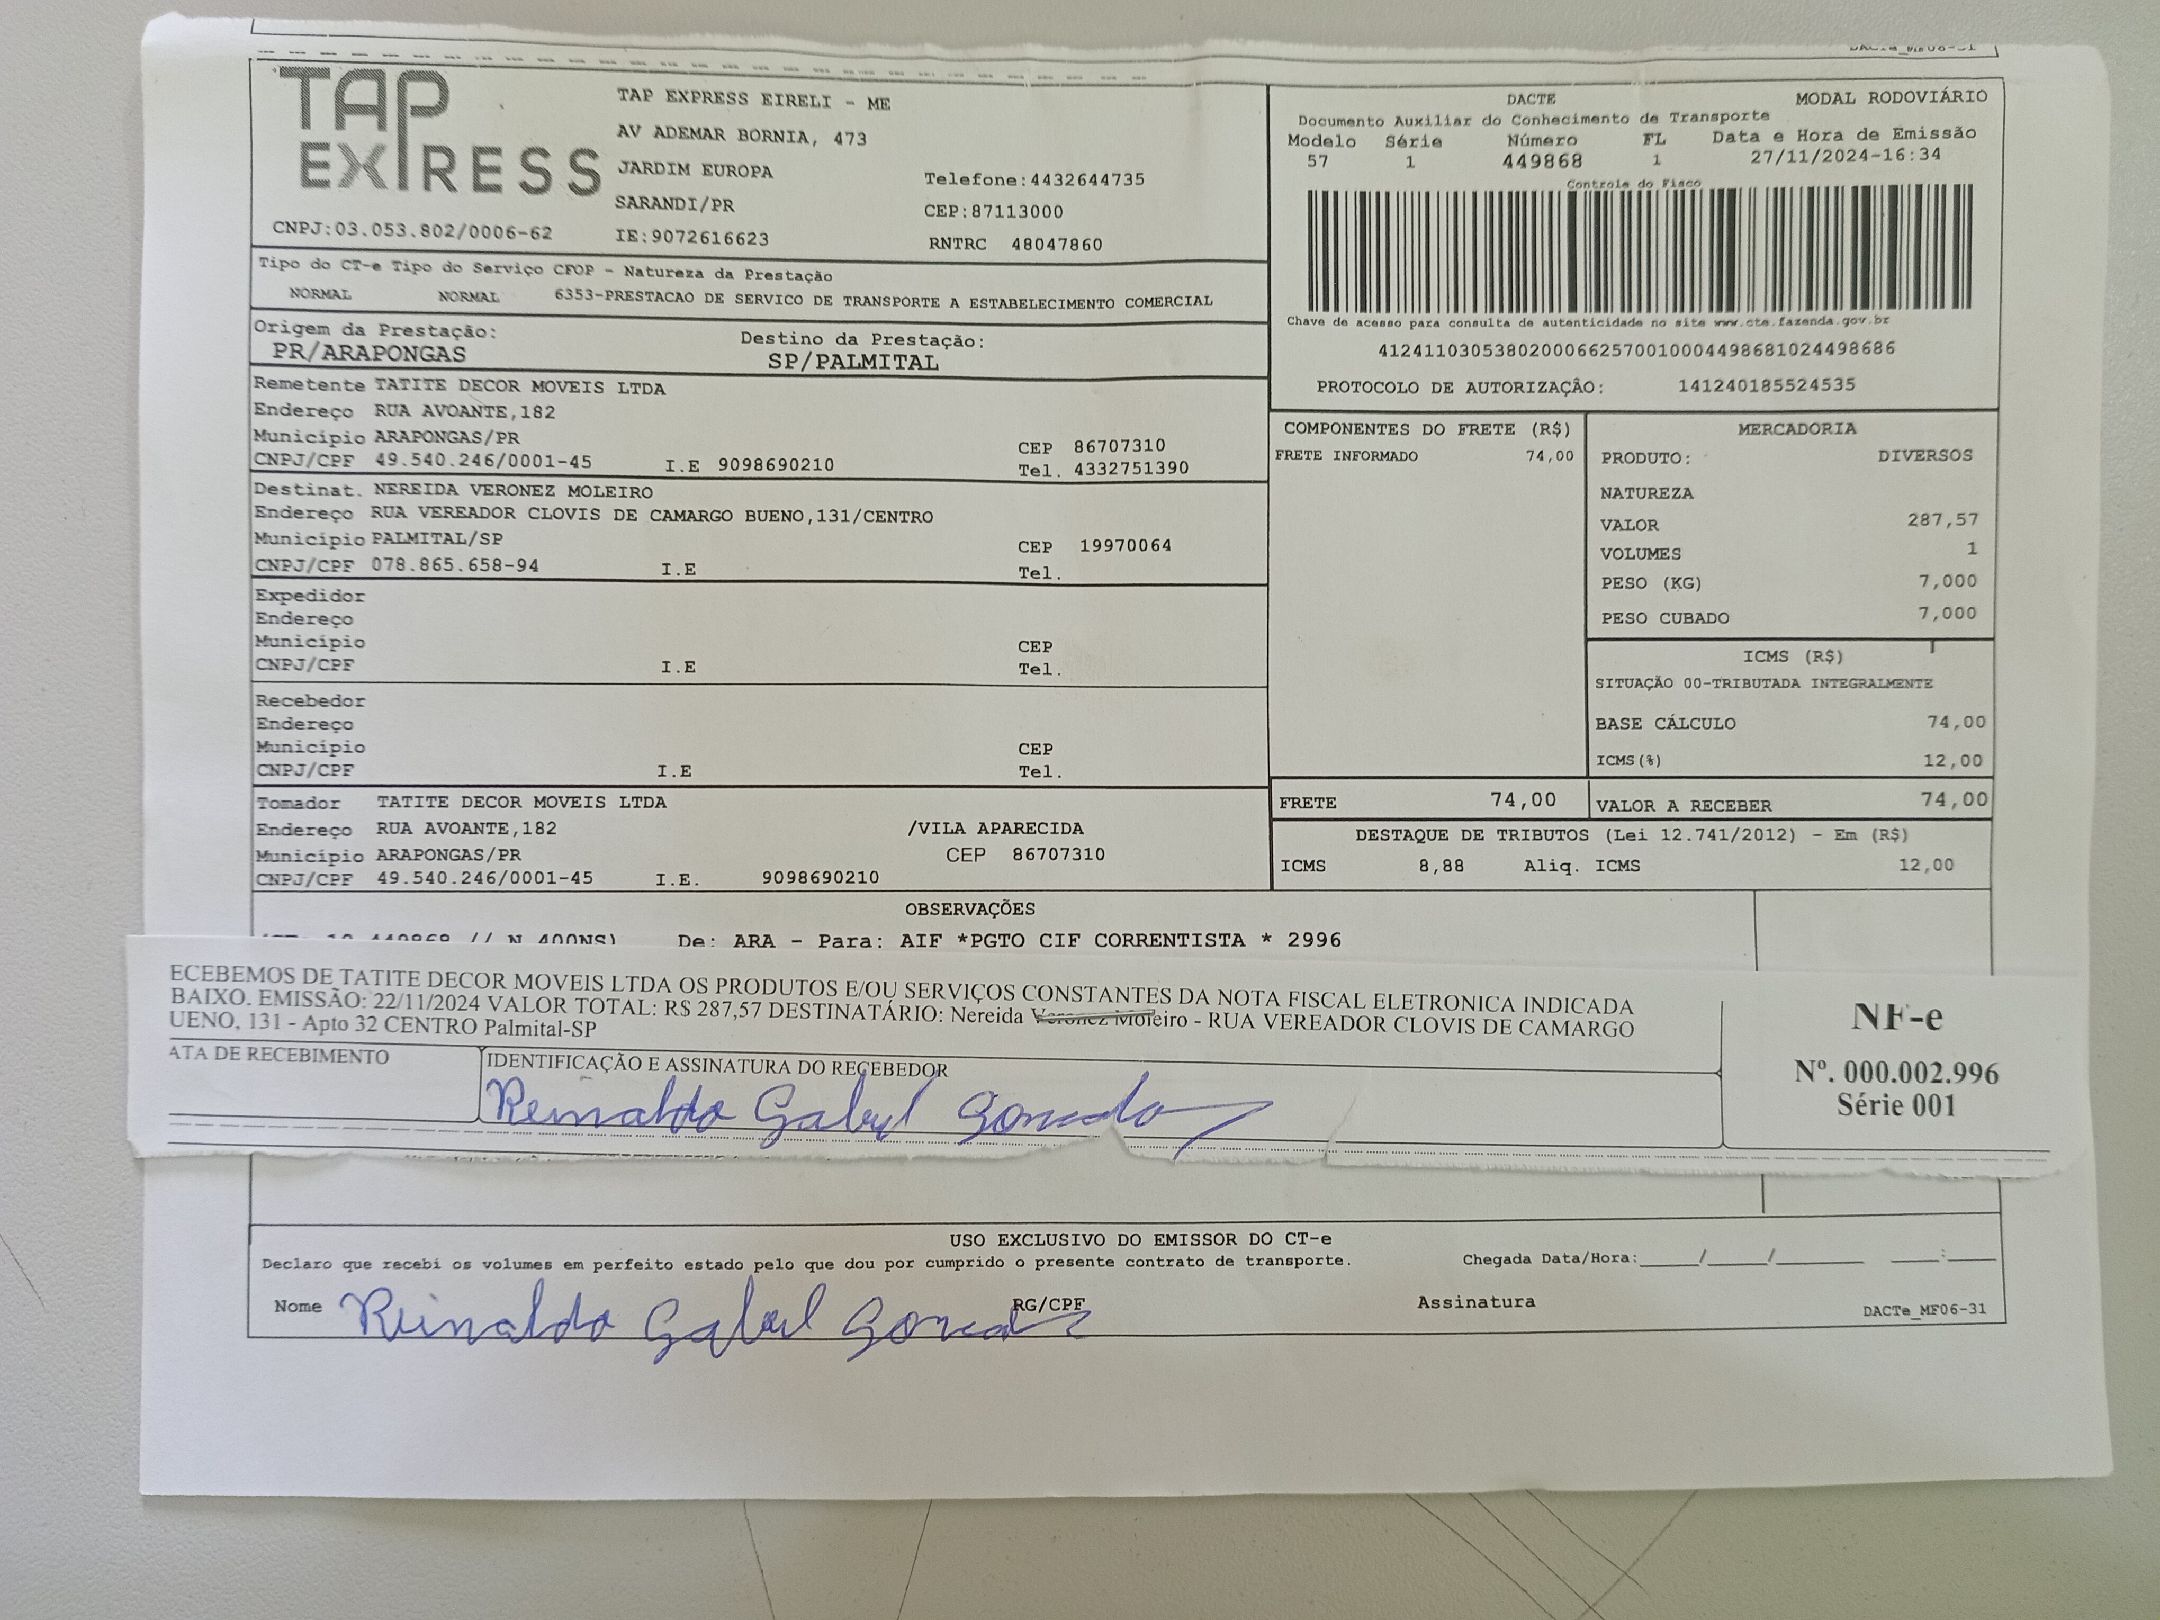 TAP
EXPRESS
CNPJ:03.053.802/0006-62
TAP EXPRESS EIRELI - ME
AV ADEMAR BORNIA, 473
JARDIM EUROPA
SARANDI/PR
IE:9072616623
Telefone:4432644735
CEP:87113000
RNTRC 48047860
DACTE MODAL RODOVIÁRIO
Documento Auxiliar do Conhecimento de Transporte
Modelo Série Número FL Data e Hora de Emissão
57 1 449868 1 27/11/2024-16:34
Controle do Fisco
Chave de acesso para consulta de autenticidade no site www.cte.fazenda.gov.br
41241103053802000662570010004498681024498686
PROTOCOLO DE AUTORIZAÇÃO: 141240185524535
Tipo do CT-e Tipo do Serviço CFOP - Natureza da Prestação
NORMAL NORMAL 6353-PRESTACAO DE SERVICO DE TRANSPORTE A ESTABELECIMENTO COMERCIAL
Origem da Prestação: Destino da Prestação:
PR/ARAPONGAS SP/PALMITAL
Remetente TATITE DECOR MOVEIS LTDA
Endereço RUA AVOANTE,182
Município ARAPONGAS/PR CEP 86707310
CNPJ/CPF 49.540.246/0001-45 I.E 9098690210 Tel. 4332751390
Destinat. NEREIDA VERONEZ MOLEIRO
Endereço RUA VEREADOR CLOVIS DE CAMARGO BUENO,131/CENTRO
Município PALMITAL/SP CEP 19970064
CNPJ/CPF 078.865.658-94 I.E Tel.
Expedidor
Endereço
Município CEP
CNPJ/CPF I.E Tel.
Recebedor
Endereço
Município CEP
CNPJ/CPF I.E Tel.
Tomador TATITE DECOR MOVEIS LTDA
Endereço RUA AVOANTE,182 /VILA APARECIDA
Município ARAPONGAS/PR CEP 86707310
CNPJ/CPF 49.540.246/0001-45 I.E. 9098690210
COMPONENTES DO FRETE (R$)
FRETE INFORMADO 74,00
MERCADORIA
PRODUTO: DIVERSOS
NATUREZA
VALOR 287,57
VOLUMES 1
PESO (KG) 7,000
PESO CUBADO 7,000
ICMS (R$)
SITUAÇÃO 00-TRIBUTADA INTEGRALMENTE
BASE CÁLCULO 74,00
ICMS(%) 12,00
FRETE 74,00 VALOR A RECEBER 74,00
DESTAQUE DE TRIBUTOS (Lei 12.741/2012) - Em (R$)
ICMS 8,88 Aliq. ICMS 12,00
OBSERVAÇÕES
De: ARA - Para: AIF *PGTO CIF CORRENTISTA * 2996
ECEBEMOS DE TATITE DECOR MOVEIS LTDA OS PRODUTOS E/OU SERVIÇOS CONSTANTES DA NOTA FISCAL ELETRONICA INDICADA
BAIXO. EMISSÃO: 22/11/2024 VALOR TOTAL: R$ 287,57 DESTINATÁRIO: Nereida Veronez Moleiro - RUA VEREADOR CLOVIS DE CAMARGO
UENO, 131 - Apto 32 CENTRO Palmital-SP
ATA DE RECEBIMENTO IDENTIFICAÇÃO E ASSINATURA DO RECEBEDOR
Reinaldo Gabriel
NF-e
Nº. 000.002.996
Série 001
USO EXCLUSIVO DO EMISSOR DO CT-e
Declaro que recebi os volumes em perfeito estado pelo que dou por cumprido o presente contrato de transporte. Chegada Data/Hora:____/____/______ ____:____
Nome Reinaldo Gabriel RG/CPF Assinatura
DACTe_MF06-31